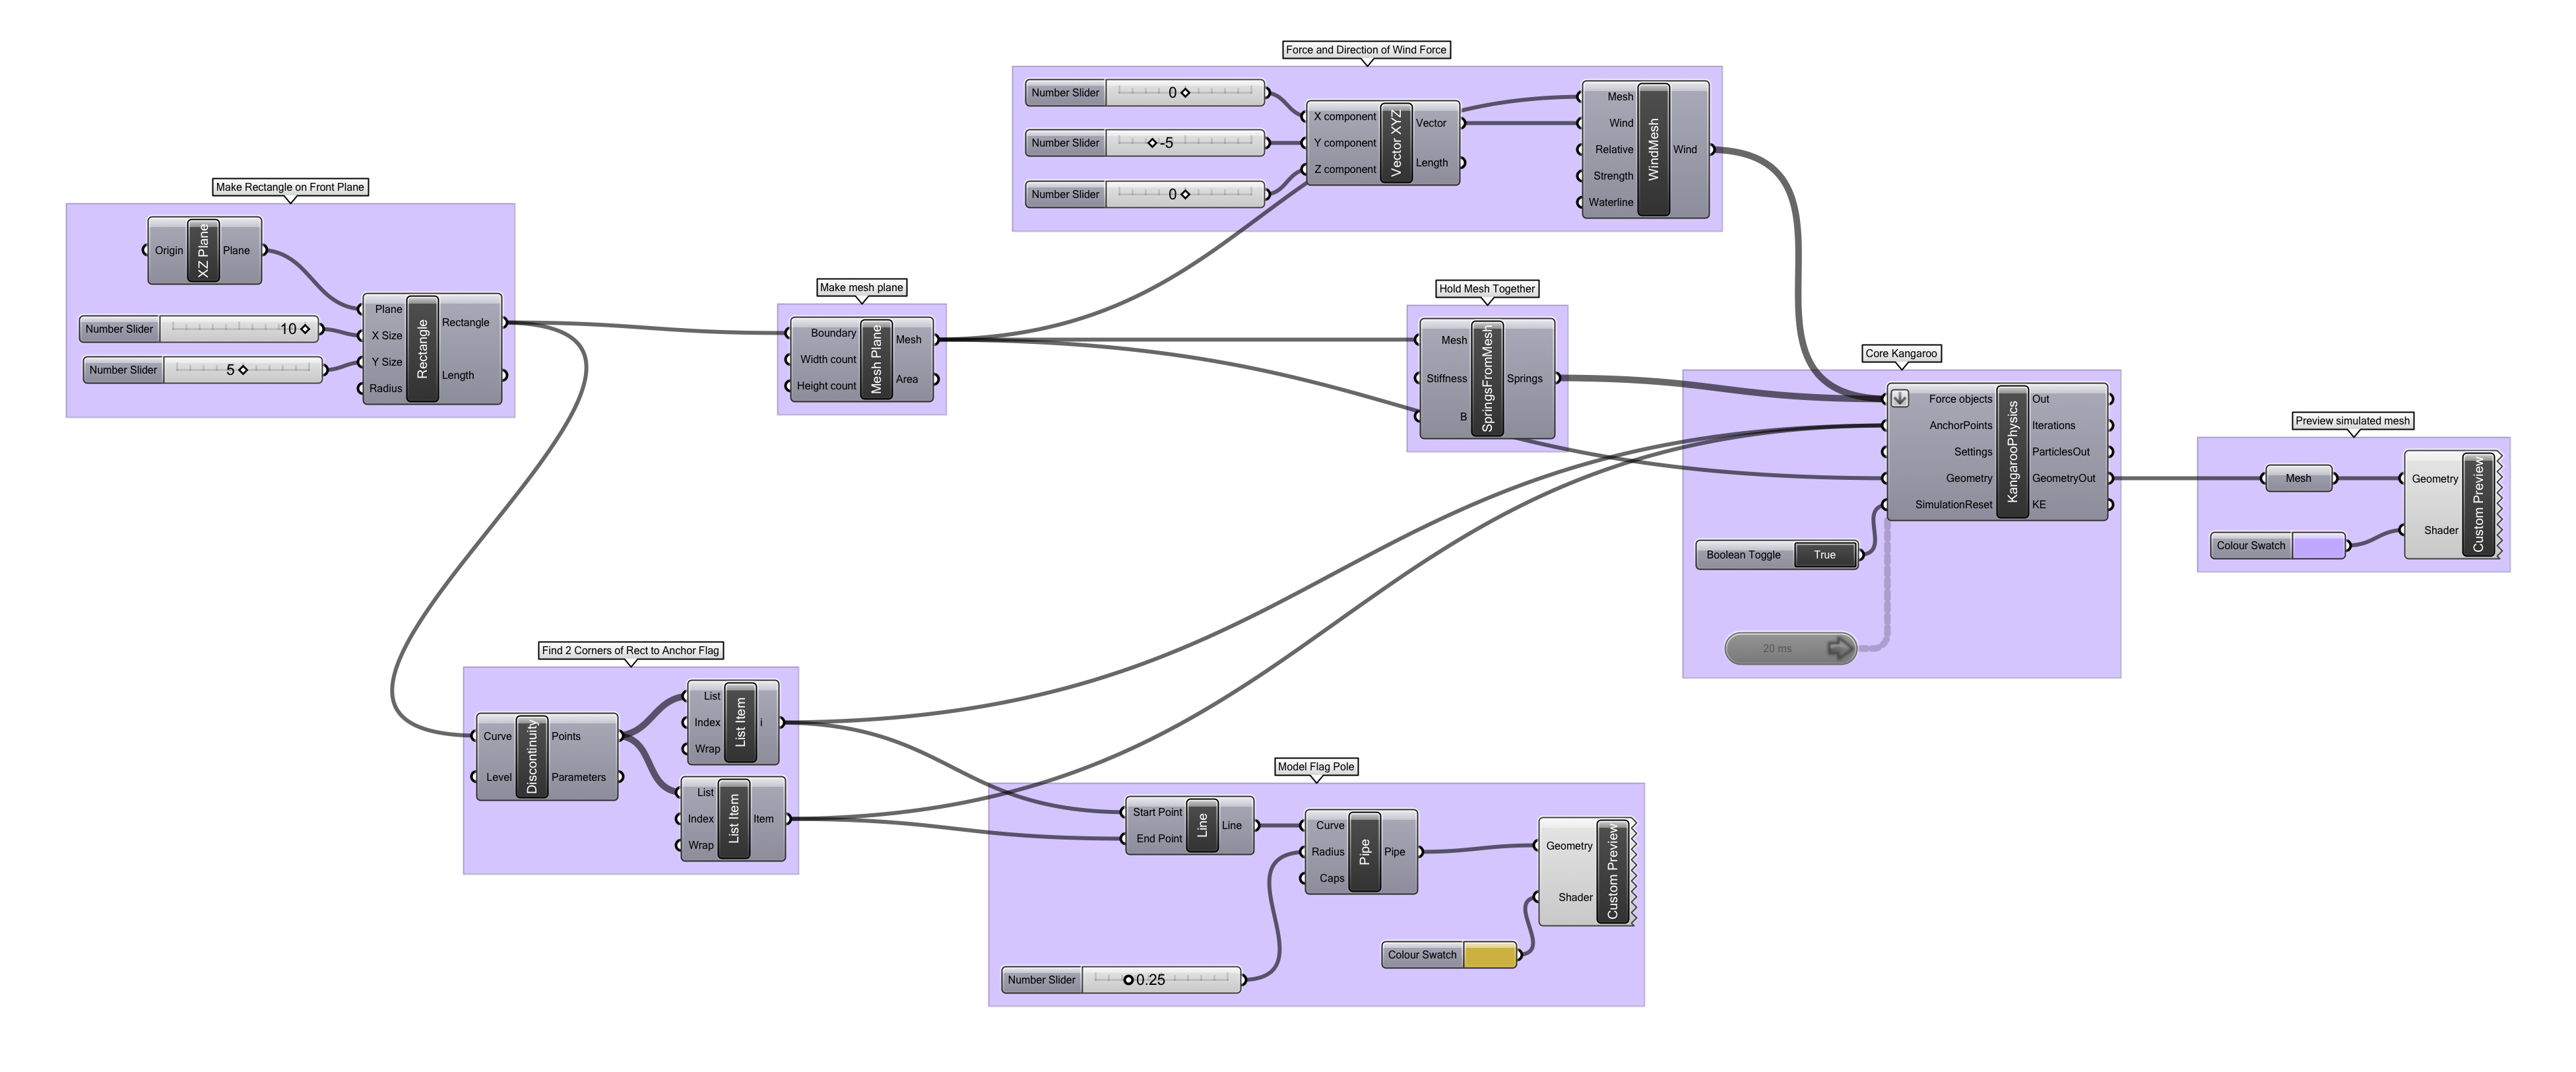 Force and Direction of Wind Force
Number Slider 0
Number Slider -5
Number Slider 0
X component
Y component
Z component
Vector XYZ
Vector
Length
Mesh
Wind
Relative
Strength
Waterline
WindMesh
Wind
Make Rectangle on Front Plane
Origin XZ Plane Plane
Number Slider 10
Number Slider 5
Plane
X Size
Y Size
Radius
Rectangle
Rectangle
Length
Make mesh plane
Boundary
Width count
Height count
Mesh Plane
Mesh
Area
Hold Mesh Together
Mesh
Stiffness
B
SpringsFromMesh
Springs
Core Kangaroo
Force objects
AnchorPoints
Settings
Geometry
SimulationReset
KangarooPhysics
Out
Iterations
ParticlesOut
GeometryOut
KE
Boolean Toggle True
20 ms
Preview simulated mesh
Mesh
Colour Swatch
Geometry
Shader
Custom Preview
Find 2 Corners of Rect to Anchor Flag
Curve
Level
Discontinuity
Points
Parameters
List
Index
Wrap
List Item
i
List
Index
Wrap
List Item
Item
Model Flag Pole
Start Point
End Point
Line
Line
Curve
Radius
Caps
Pipe
Pipe
Geometry
Shader
Custom Preview
Colour Swatch
Number Slider 0.25